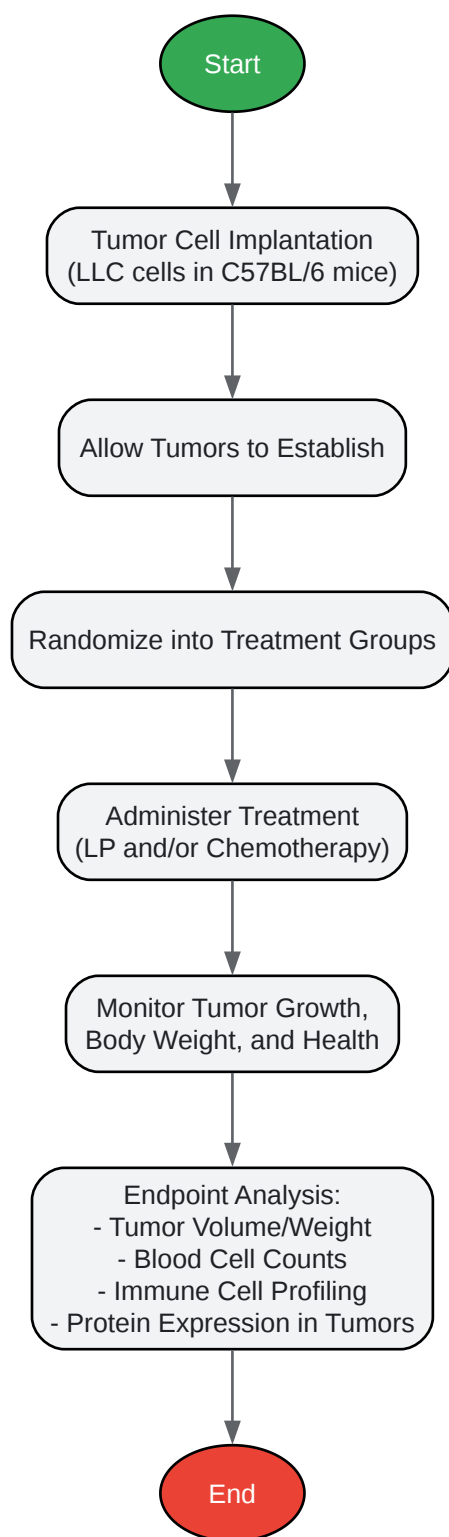 Start
Tumor Cell Implantation
(LLC cells in C57BL/6 mice)
Allow Tumors to Establish
Randomize into Treatment Groups
Administer Treatment
(LP and/or Chemotherapy)
Monitor Tumor Growth,
Body Weight, and Health
Endpoint Analysis:
- Tumor Volume/Weight
- Blood Cell Counts
- Immune Cell Profiling
- Protein Expression in Tumors
End